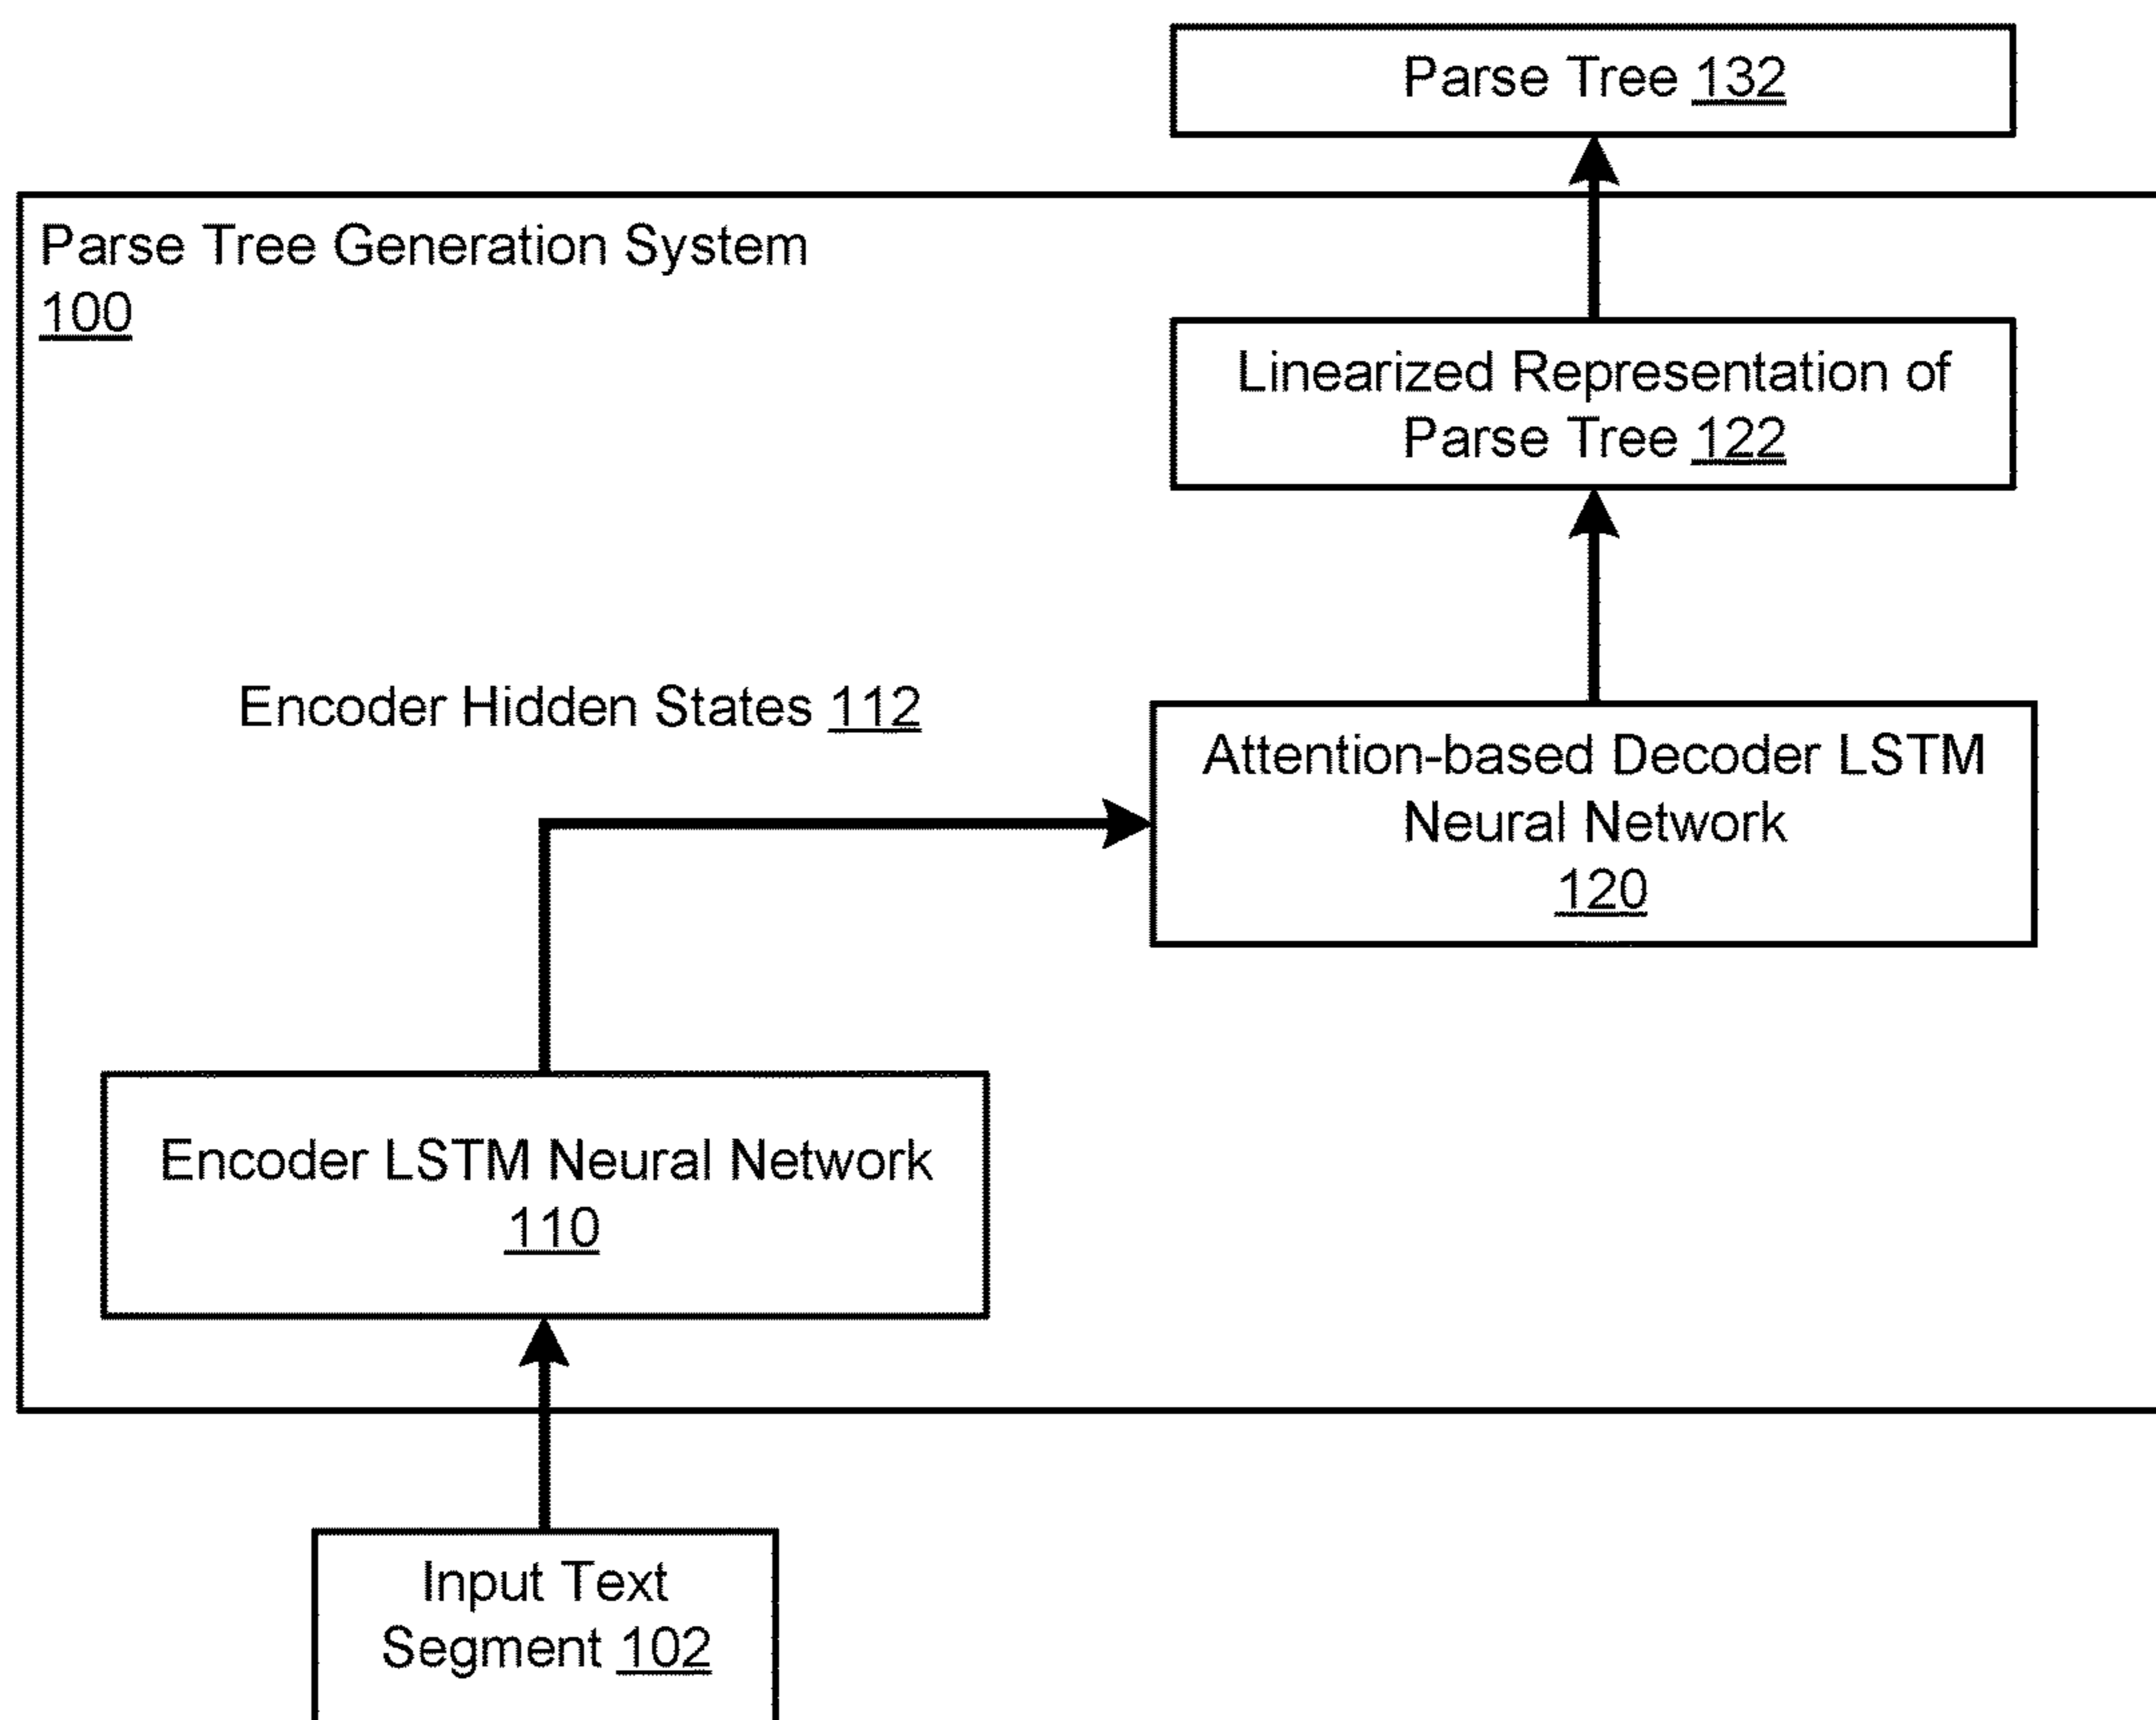 Parse Tree 132
Parse Tree Generation System
100
Linearized Representation of
Parse Tree 122
Encoder Hidden States 112
Attention-based Decoder LSTM
Neural Network
120
Encoder LSTM Neural Network
110
Input Text
Segment 102